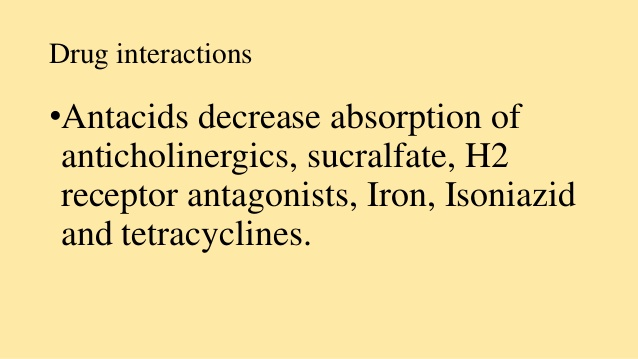 Drug interactions
•Antacids decrease absorption of
anticholinergics, sucralfate, H2
receptor antagonists, Iron, Isoniazid
and tetracyclines.